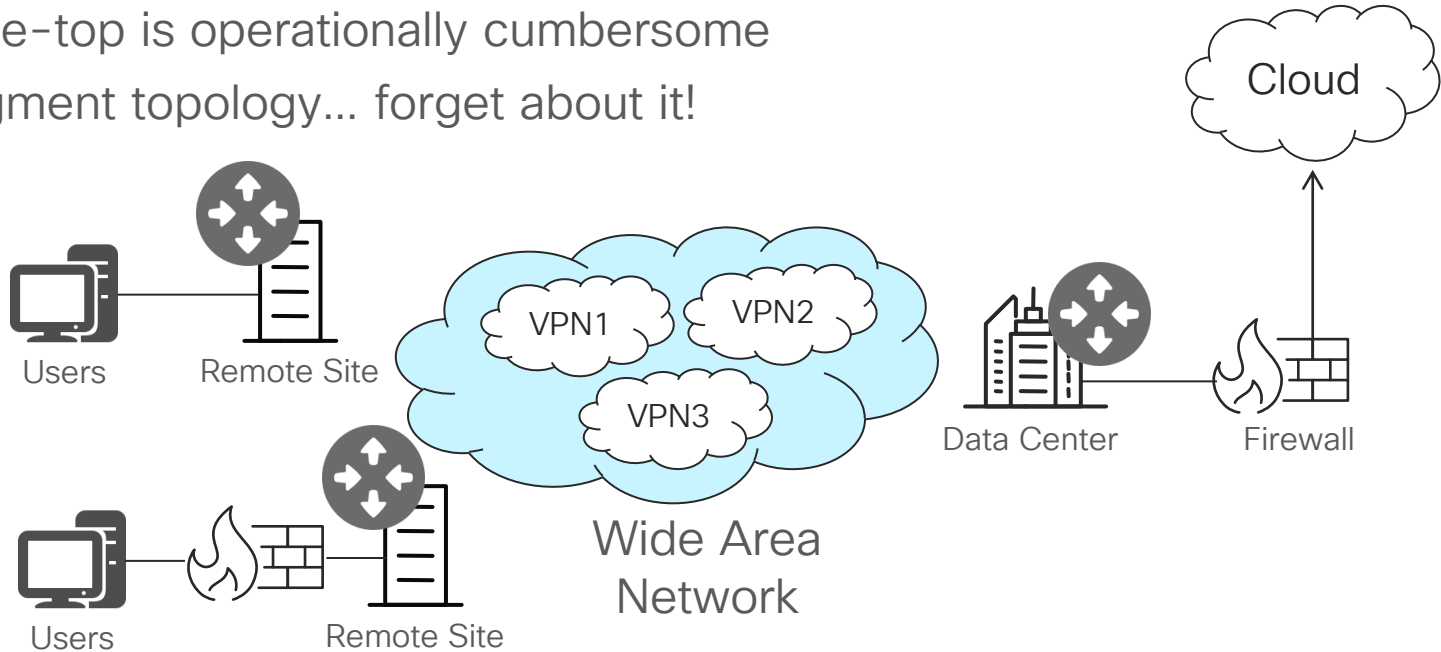 e-top is operationally cumbersome
gment topology... forget about it!
Cloud
VPN1
VPN2
VPN3
Users
Remote Site
Data Center
Firewall
Wide Area
Network
Users
Remote Site